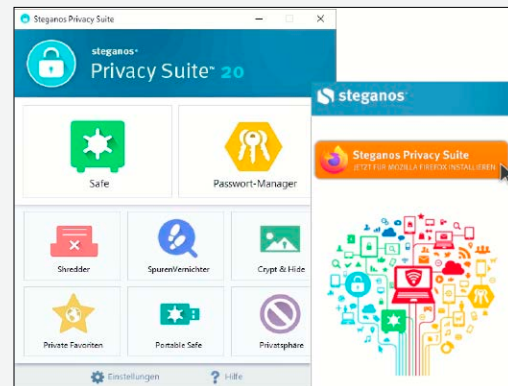 Steganos Privacy Suite
steganos
Privacy Suite 20
Safe
Passwort-Manager
Shredder
SpurenVernichter
Crypt & Hide
Private Favoriten
Portable Safe
Privatsphäre
Einstellungen
Hilfe
steganos
Steganos Privacy Suite
JETZT FÜR MOZILLA FIREFOX INSTALLIEREN